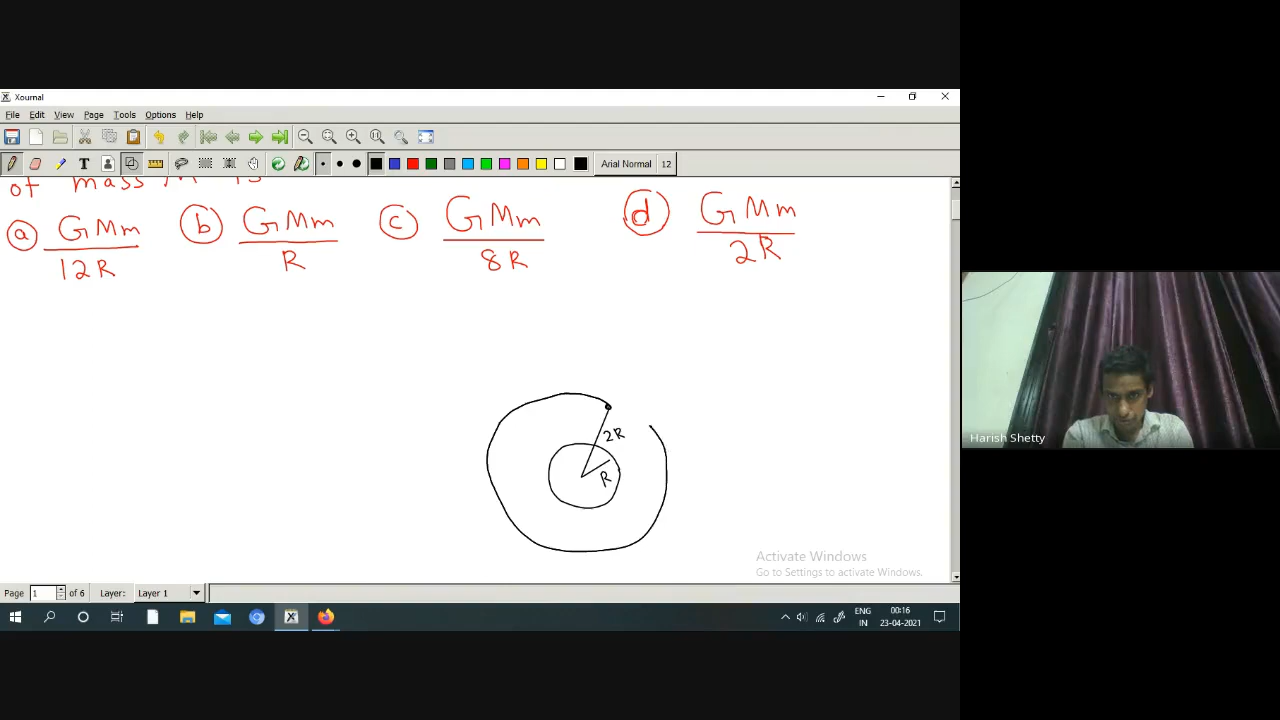 Xournal
File Edit View Page Tools Options Help
T Arial Normal 12
of mass M is
a GMm/12R b GMm/R c GMm/8R d GMm/2R
2R
R
Harish Shetty
Activate Windows
Go to Settings to activate Windows.
Page 1 of 6 Layer: Layer 1
ENG 00:16
IN 23-04-2021